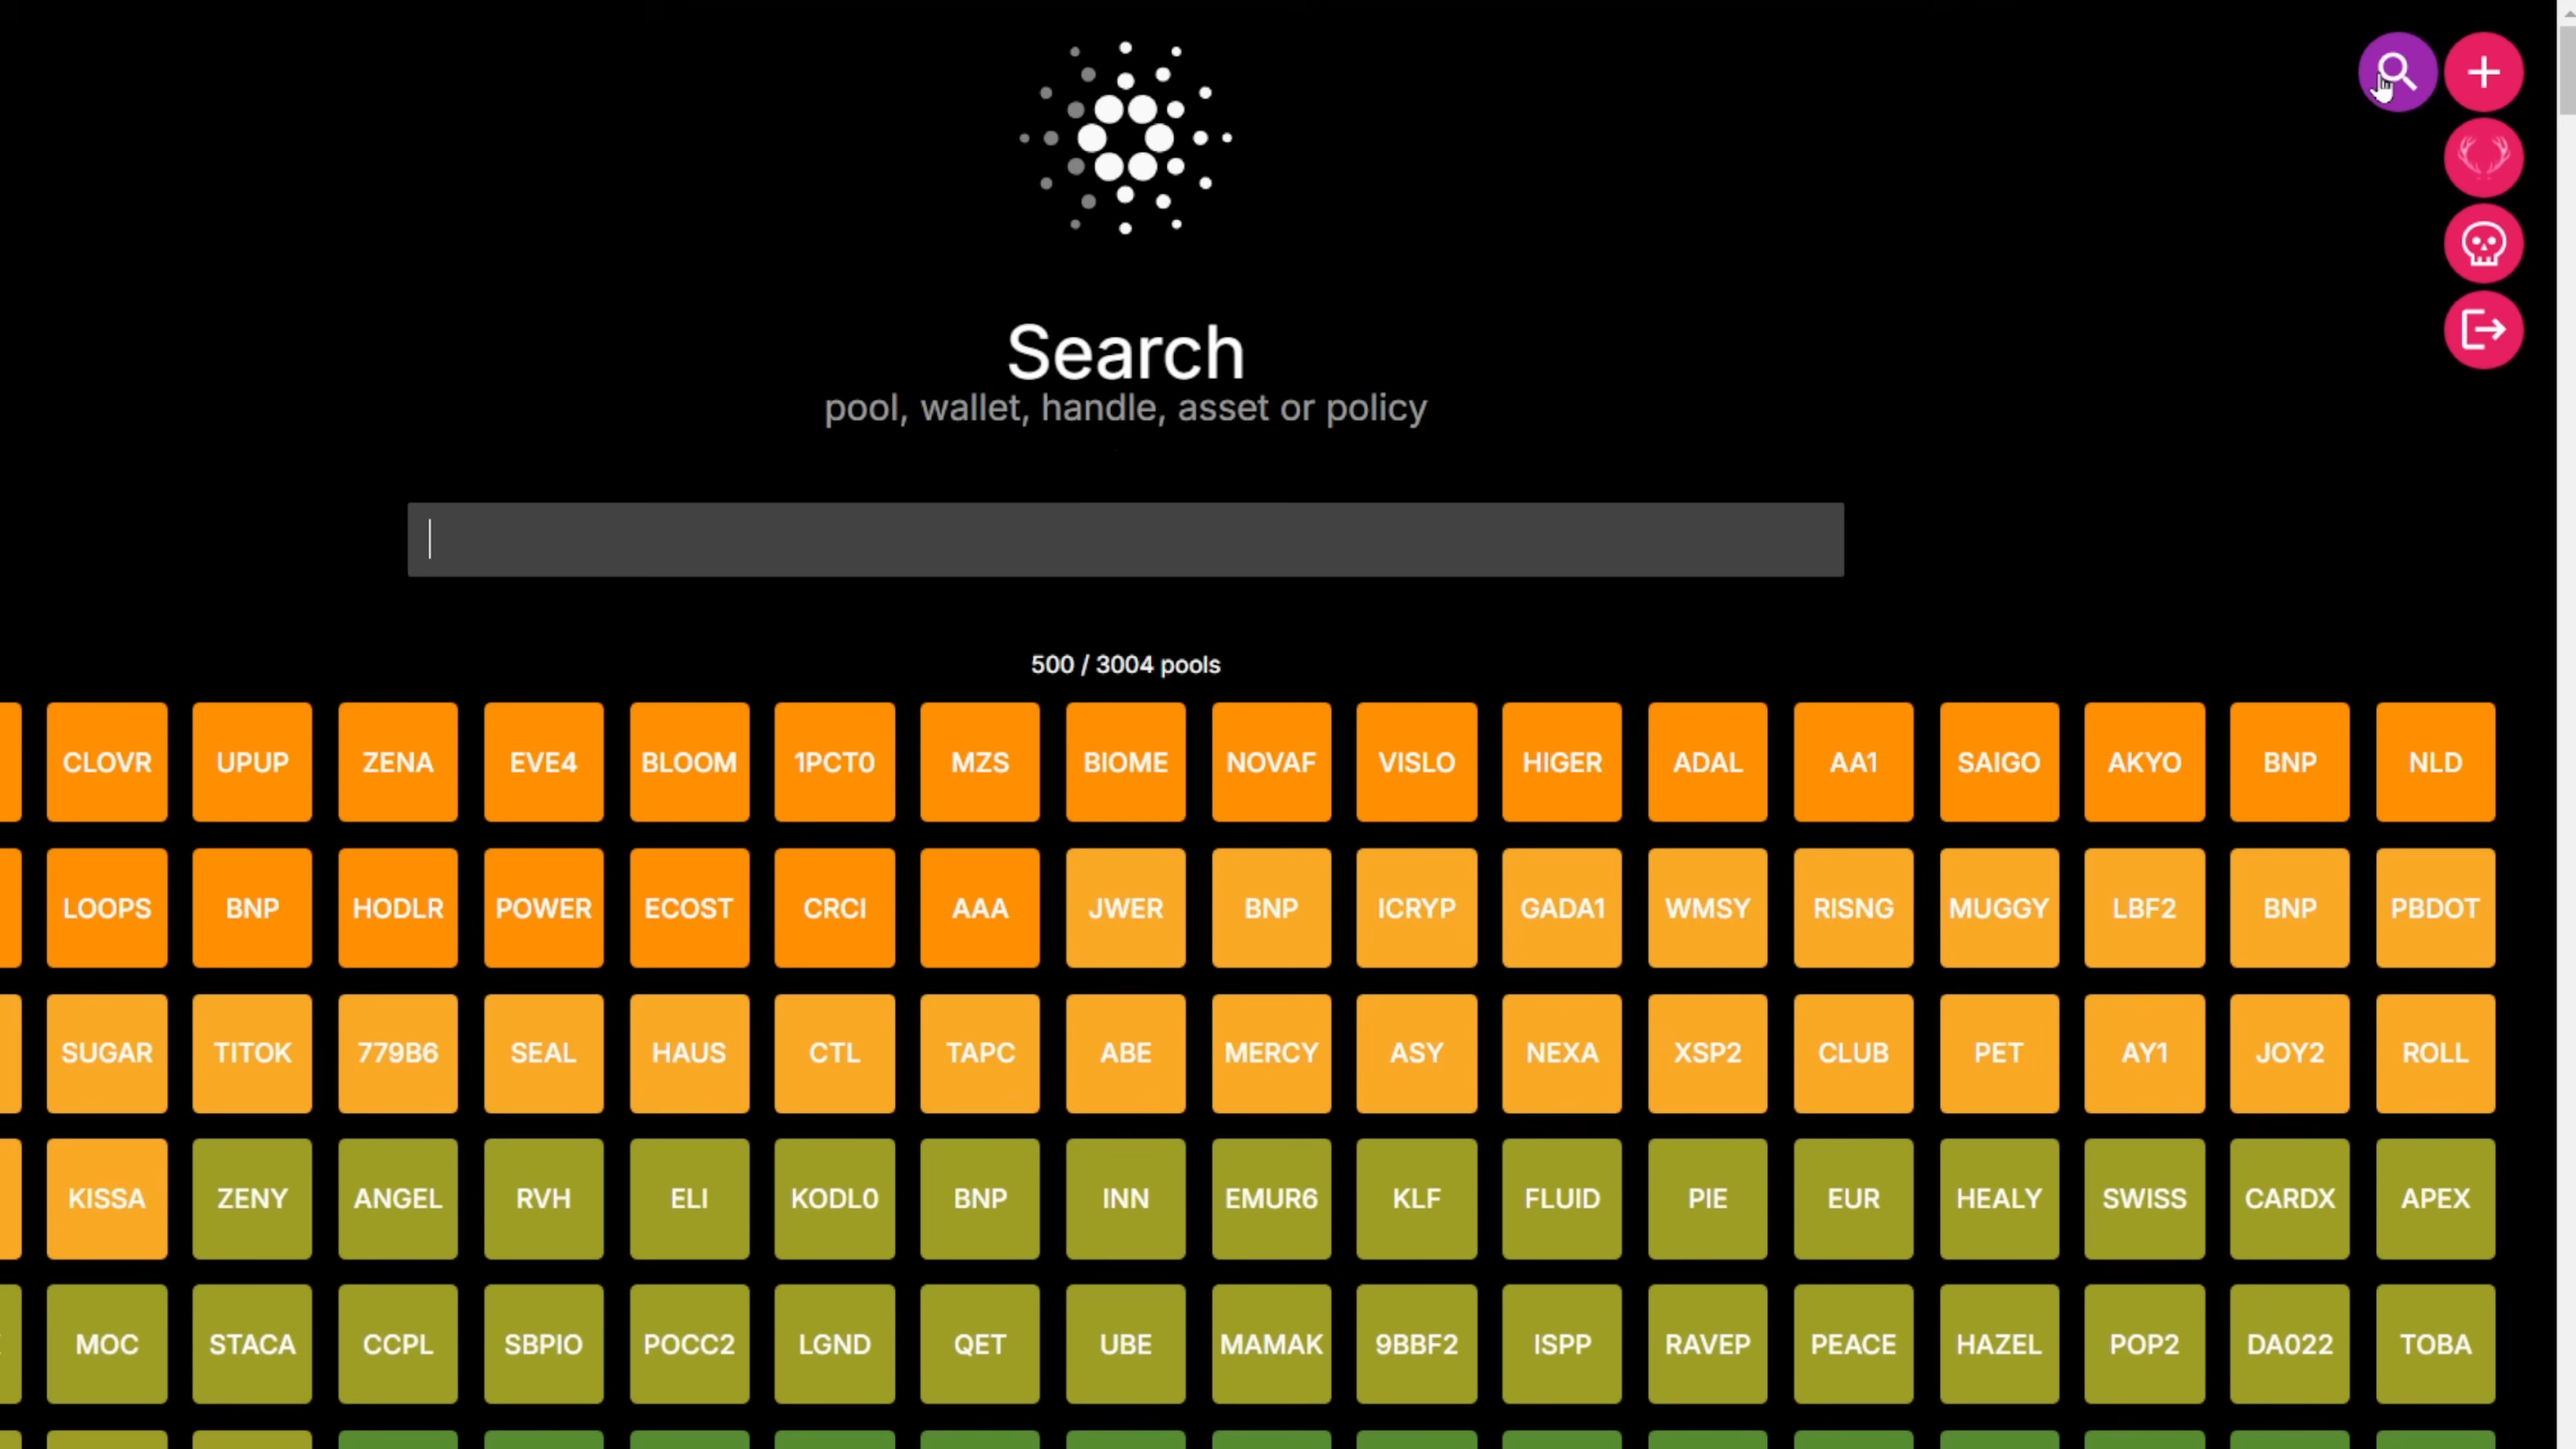 Search
pool, wallet, handle, asset or policy
500 / 3004 pools
CLOVR UPUP ZENA EVE4 BLOOM 1PCT0 MZS BIOME NOVAF VISLO HIGER ADAL AA1 SAIGO AKYO BNP NLD
LOOPS BNP HODLR POWER ECOST CRCI AAA JWER BNP ICRYP GADA1 WMSY RISNG MUGGY LBF2 BNP PBDOT
SUGAR TITOK 779B6 SEAL HAUS CTL TAPC ABE MERCY ASY NEXA XSP2 CLUB PET AY1 JOY2 ROLL
KISSA ZENY ANGEL RVH ELI KODL0 BNP INN EMUR6 KLF FLUID PIE EUR HEALY SWISS CARDX APEX
MOC STACA CCPL SBPIO POCC2 LGND QET UBE MAMAK 9BBF2 ISPP RAVEP PEACE HAZEL POP2 DA022 TOBA